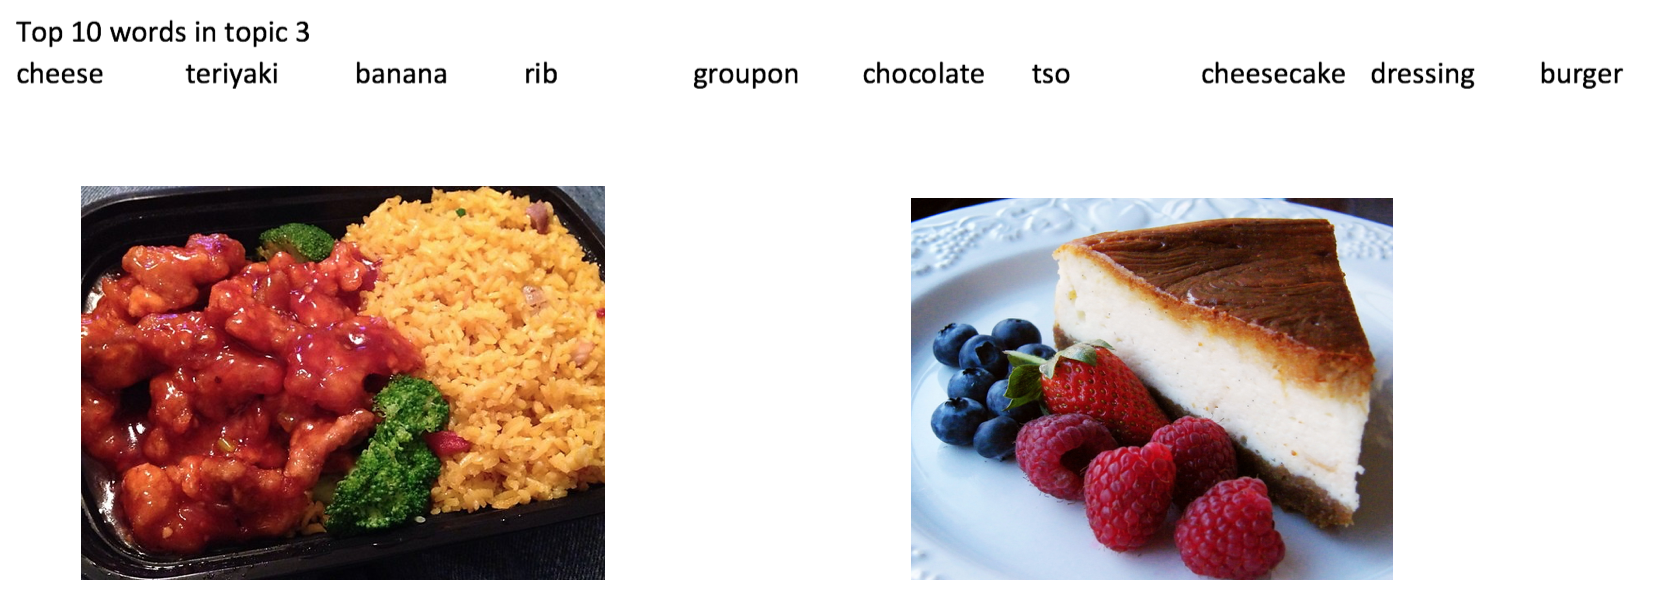 Top 10 words in topic 3
cheese teriyaki banana rib groupon chocolate tso cheesecake dressing burger